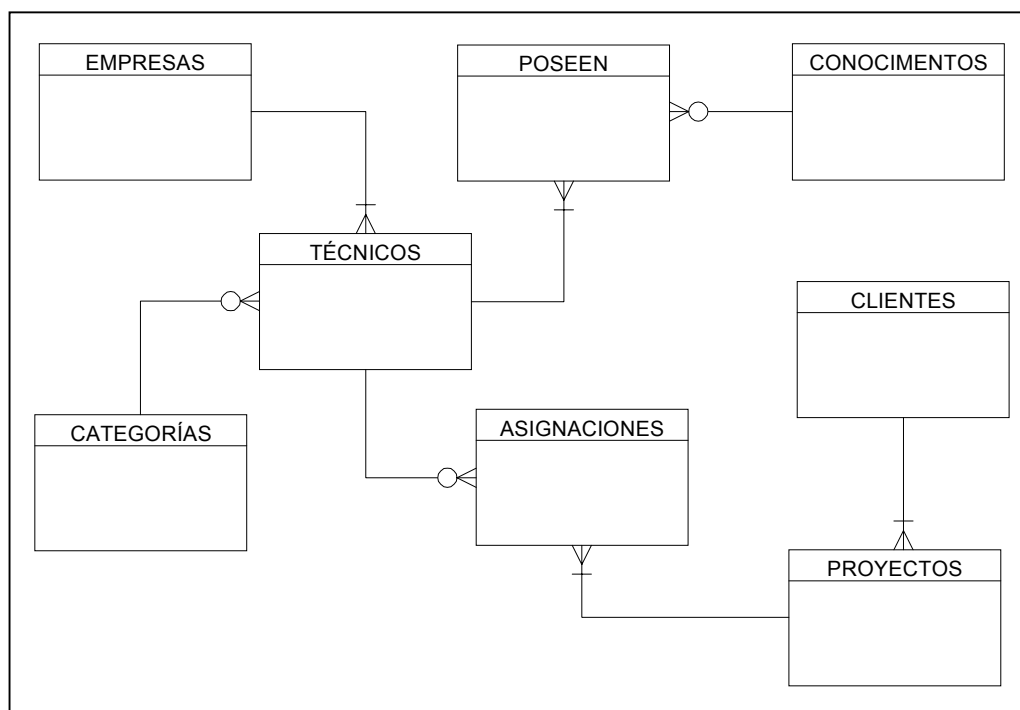 EMPRESAS
POSEEN
CONOCIMENTOS
TÉCNICOS
CLIENTES
CATEGORÍAS
ASIGNACIONES
PROYECTOS